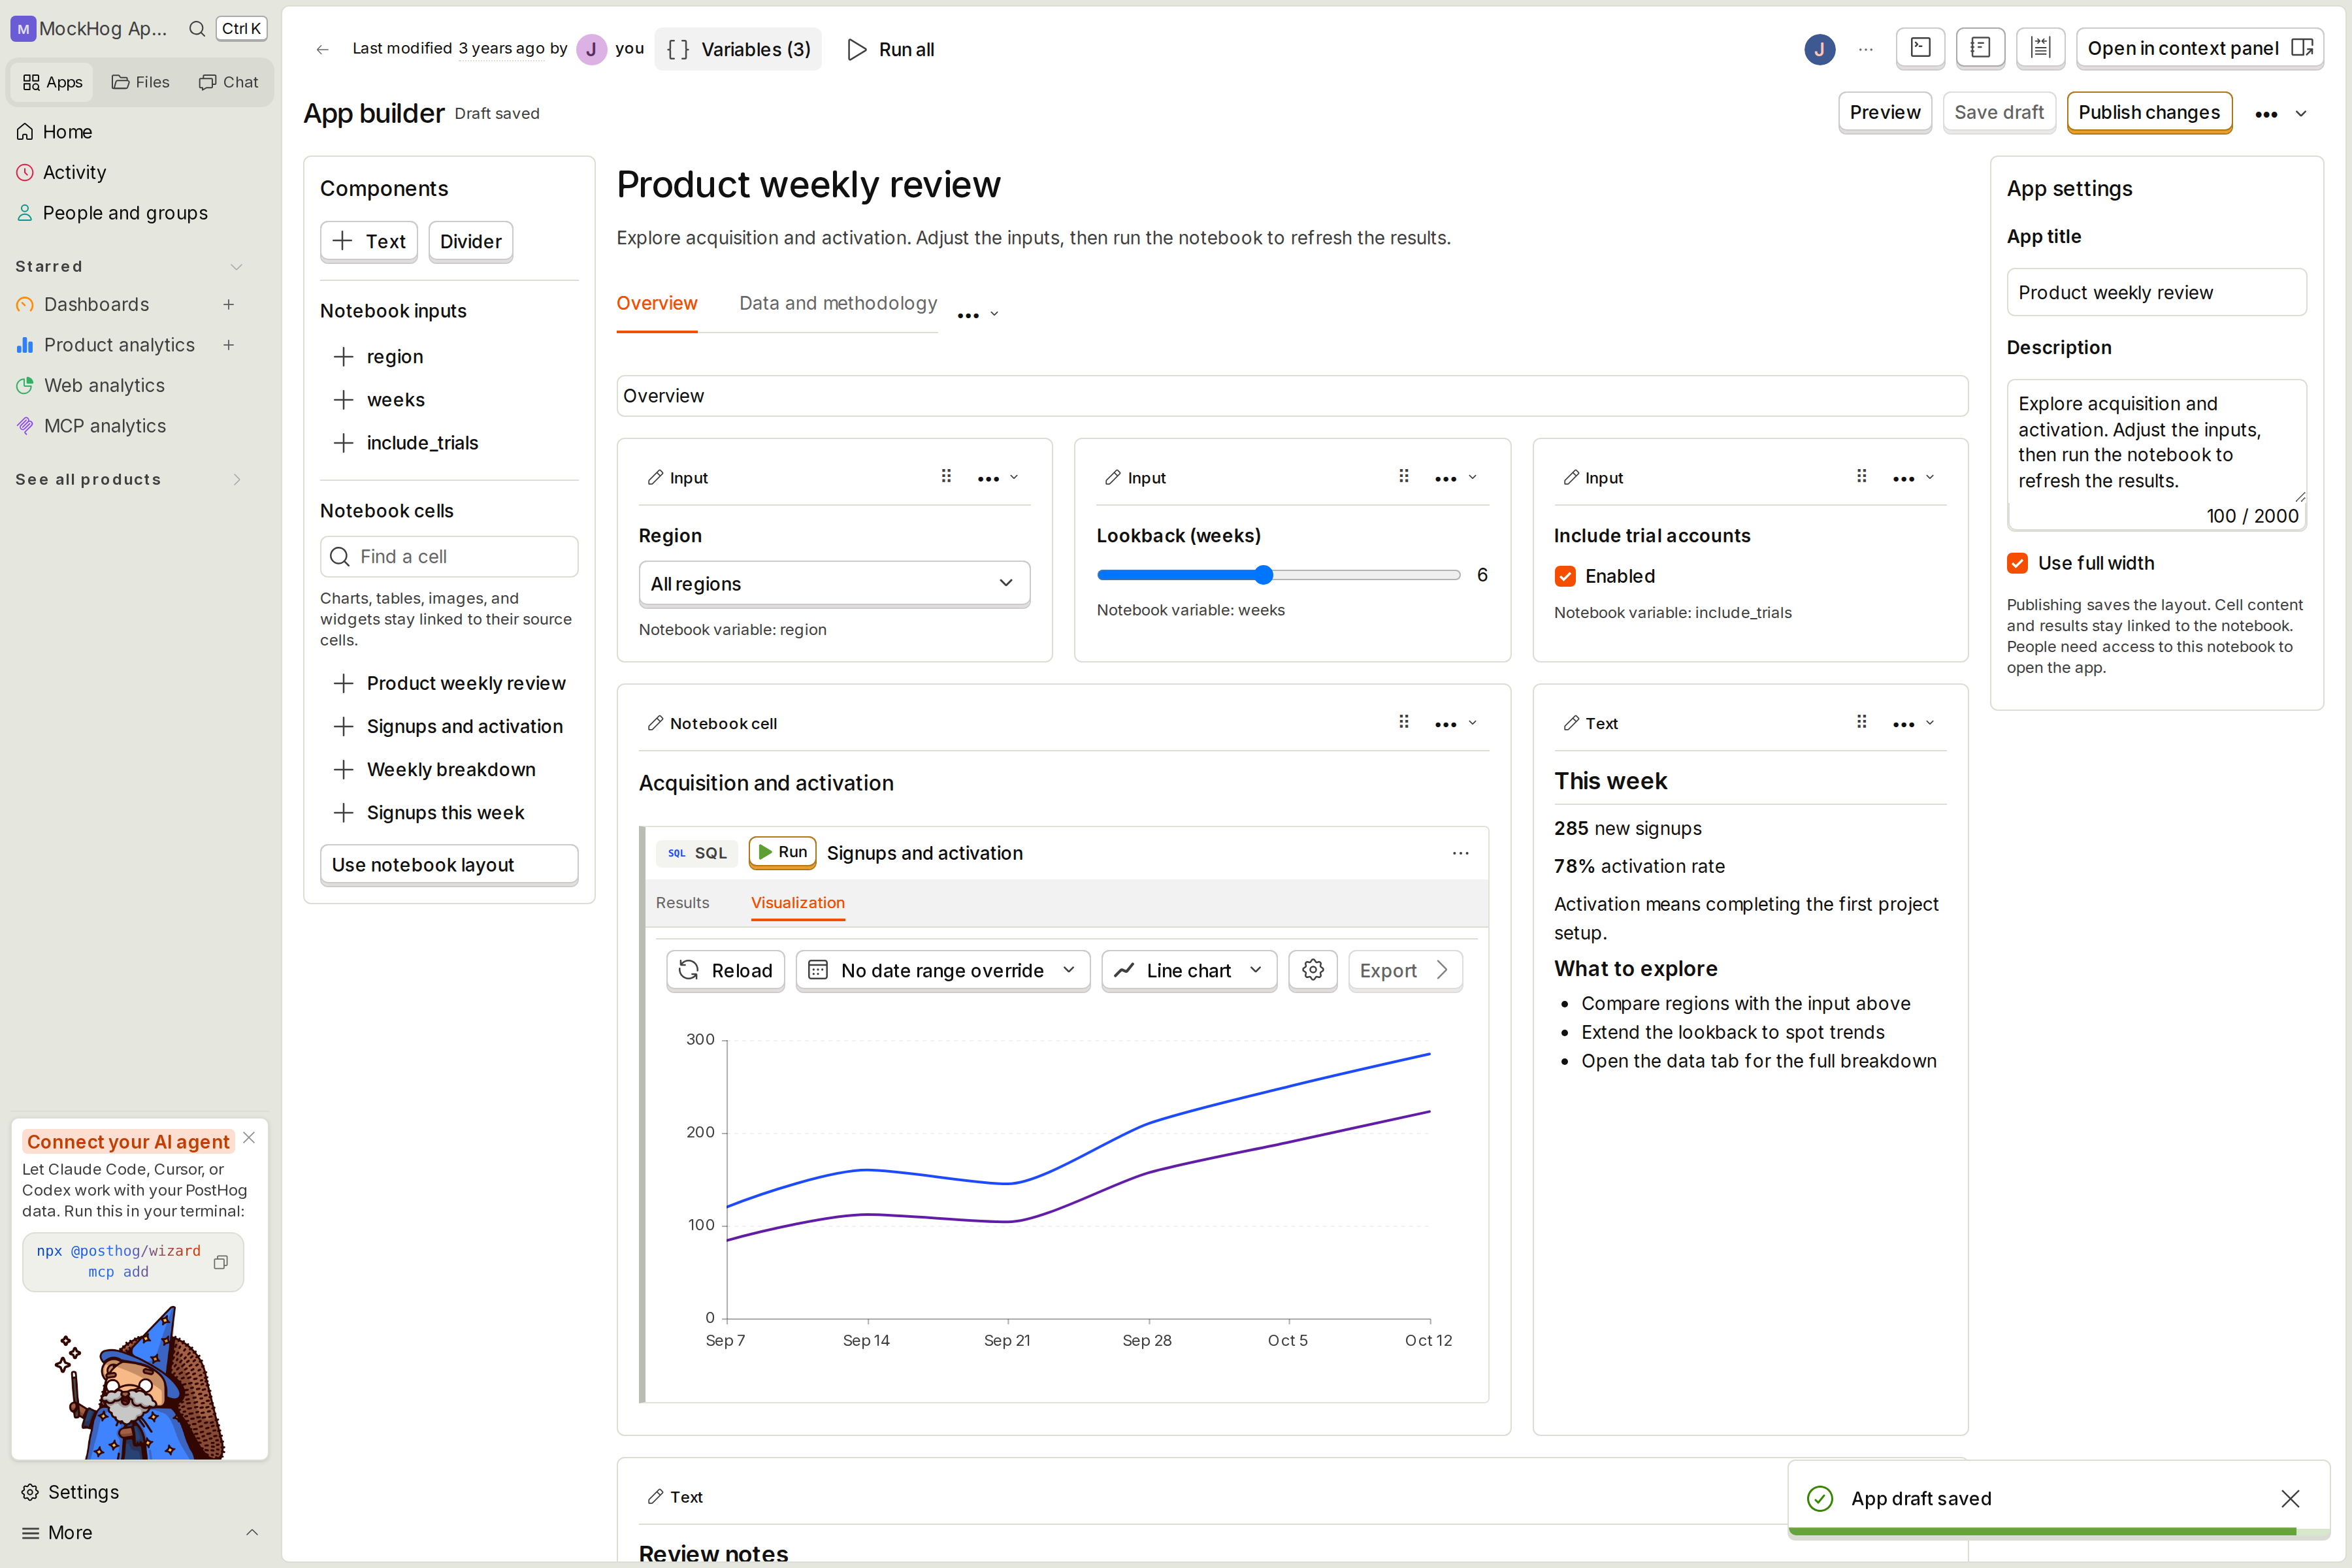 M MockHog Ap... Ctrl K
Apps Files Chat
Home
Activity
People and groups
Starred
Dashboards
Product analytics
Web analytics
MCP analytics
See all products
Connect your AI agent
Let Claude Code, Cursor, or
Codex work with your PostHog
data. Run this in your terminal:
npx @posthog/wizard
mcp add
Settings
More
Last modified 3 years ago by J you Variables (3) Run all
J Open in context panel
App builder Draft saved
Preview Save draft Publish changes
Components
Text Divider
Notebook inputs
region
weeks
include_trials
Notebook cells
Find a cell
Charts, tables, images, and
widgets stay linked to their source
cells.
Product weekly review
Signups and activation
Weekly breakdown
Signups this week
Use notebook layout
Product weekly review
Explore acquisition and activation. Adjust the inputs, then run the notebook to refresh the results.
Overview Data and methodology
Overview
Input
Region
All regions
Notebook variable: region
Input
Lookback (weeks)
6
Notebook variable: weeks
Input
Include trial accounts
Enabled
Notebook variable: include_trials
Notebook cell
Acquisition and activation
SQL SQL Run Signups and activation
Results Visualization
Reload No date range override Line chart Export
300
200
100
0
Sep 7 Sep 14 Sep 21 Sep 28 Oct 5 Oct 12
Text
This week
285 new signups
78% activation rate
Activation means completing the first project
setup.
What to explore
Compare regions with the input above
Extend the lookback to spot trends
Open the data tab for the full breakdown
Text
Review notes
App settings
App title
Product weekly review
Description
Explore acquisition and
activation. Adjust the inputs,
then run the notebook to
refresh the results.
100 / 2000
Use full width
Publishing saves the layout. Cell content
and results stay linked to the notebook.
People need access to this notebook to
open the app.
App draft saved